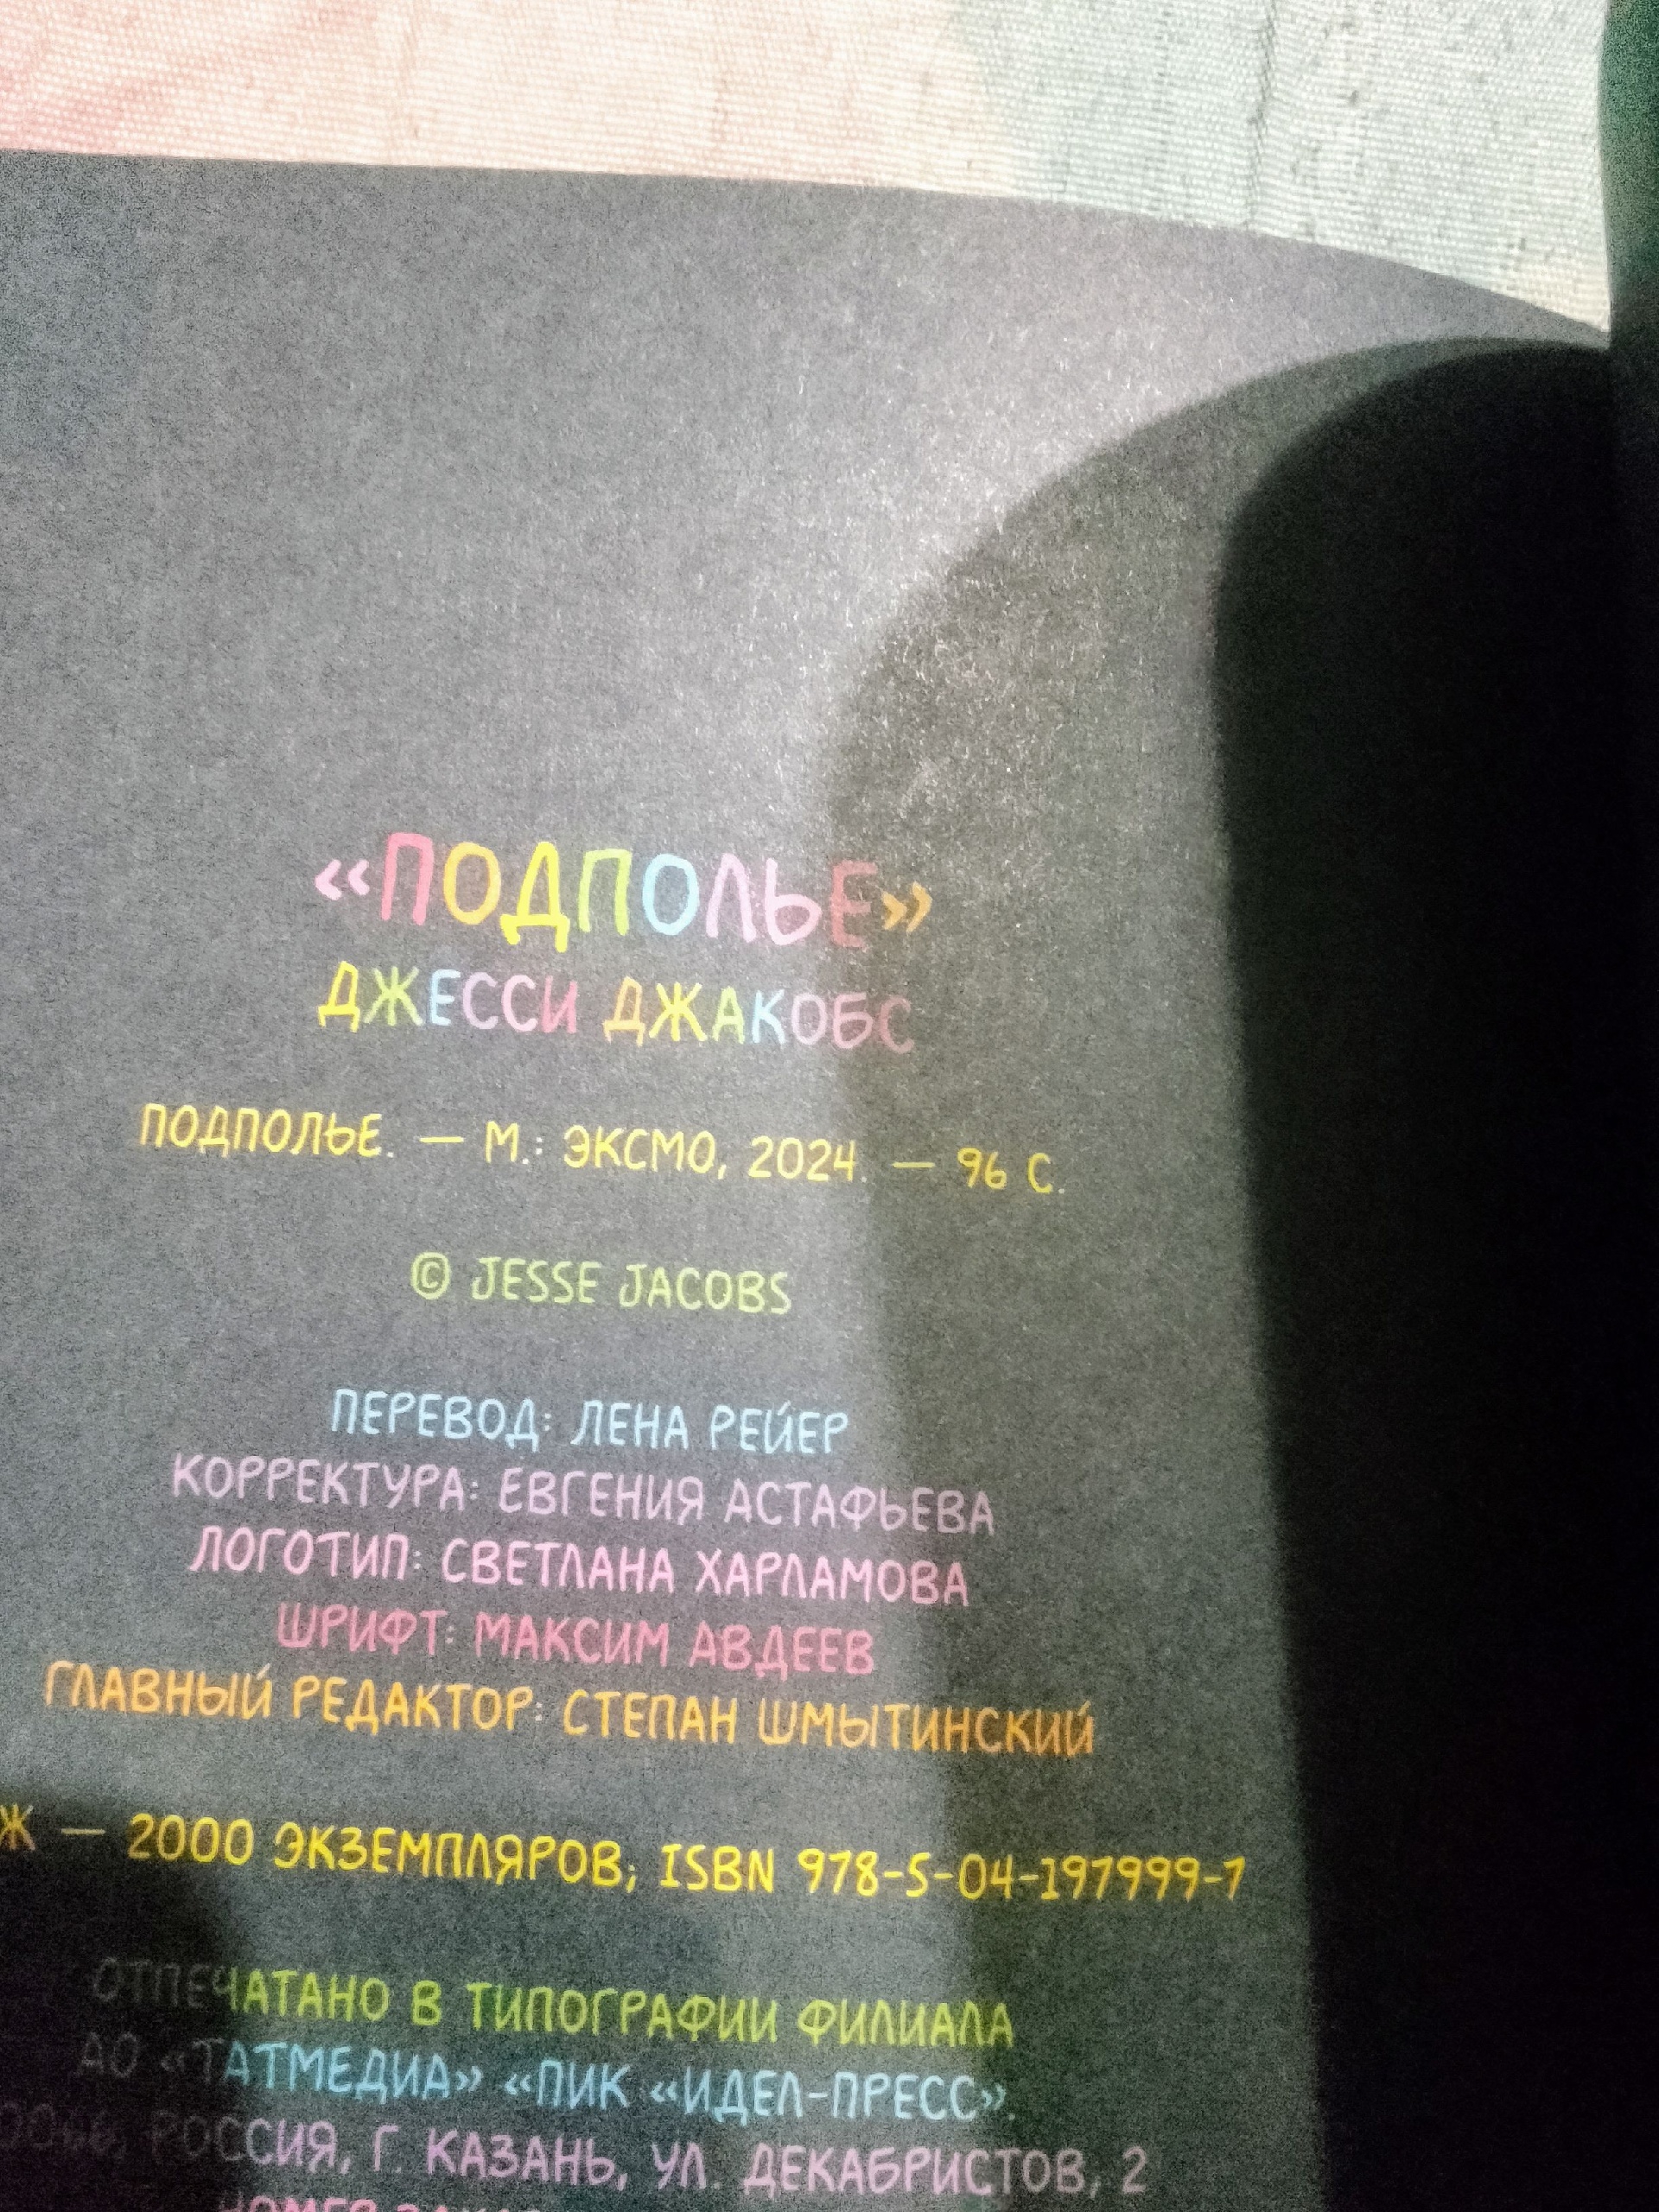 «ПОДПОЛЬЕ»
ДЖЕССИ ДЖАКОБС
ПОДПОЛЬЕ. — М.: ЭКСМО, 2024. — 96 С.
© JESSE JACOBS
ПЕРЕВОД: ЛЕНА РЕЙЕР
КОРРЕКТУРА: ЕВГЕНИЯ АСТАФЬЕВА
ЛОГОТИП: СВЕТЛАНА ХАРЛАМОВА
ШРИФТ: МАКСИМ АВДЕЕВ
ГЛАВНЫЙ РЕДАКТОР: СТЕПАН ШМЫТИНСКИЙ
Ж — 2000 ЭКЗЕМПЛЯРОВ; ISBN 978-5-04-197999-7
ОТПЕЧАТАНО В ТИПОГРАФИИ ФИЛИАЛА
АО «ТАТМЕДИА» «ПИК «ИДЕЛ-ПРЕСС».
РОССИЯ, Г. КАЗАНЬ, УЛ. ДЕКАБРИСТОВ, 2